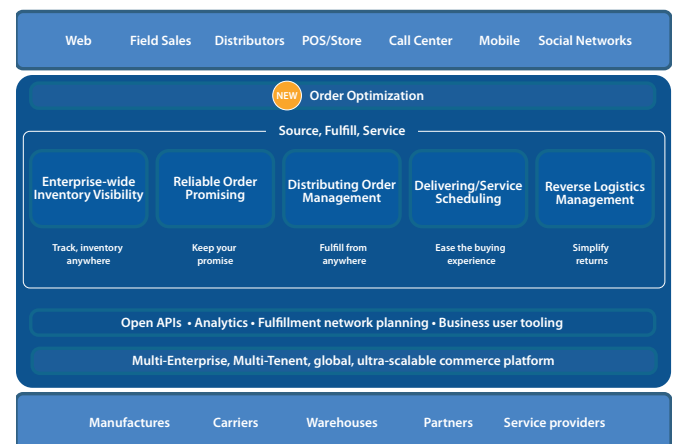 Web Field Sales Distributors POS/Store Call Center Mobile Social Networks
NEW Order Optimization
Source, Fulfill, Service
Enterprise-wide
Inventory Visibility
Reliable Order
Promising
Distributing Order
Management
Delivering/Service
Scheduling
Reverse Logistics
Management
Track, inventory
anywhere
Keep your
promise
Fulfill from
anywhere
Ease the buying
experience
Simplify
returns
Open APIs • Analytics • Fulfillment network planning • Business user tooling
Multi-Enterprise, Multi-Tenent, global, ultra-scalable commerce platform
Manufactures Carriers Warehouses Partners Service providers